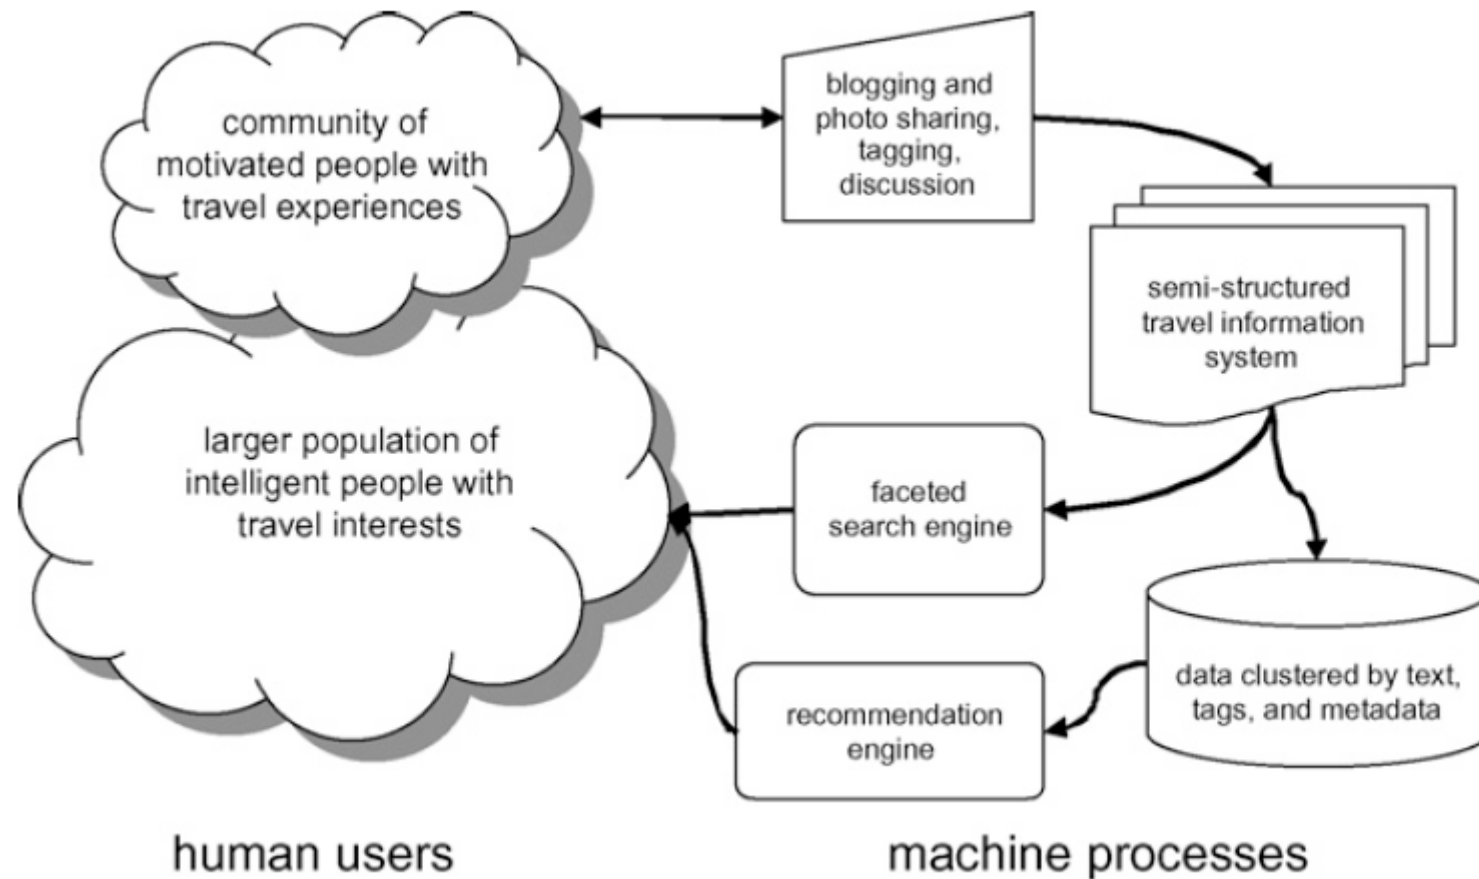 community of
motivated people with
travel experiences
blogging and
photo sharing,
tagging,
discussion
semi-structured
travel information
system
larger population of
intelligent people with
travel interests
faceted
search engine
data clustered by text,
tags, and metadata
recommendation
engine
human users
machine processes